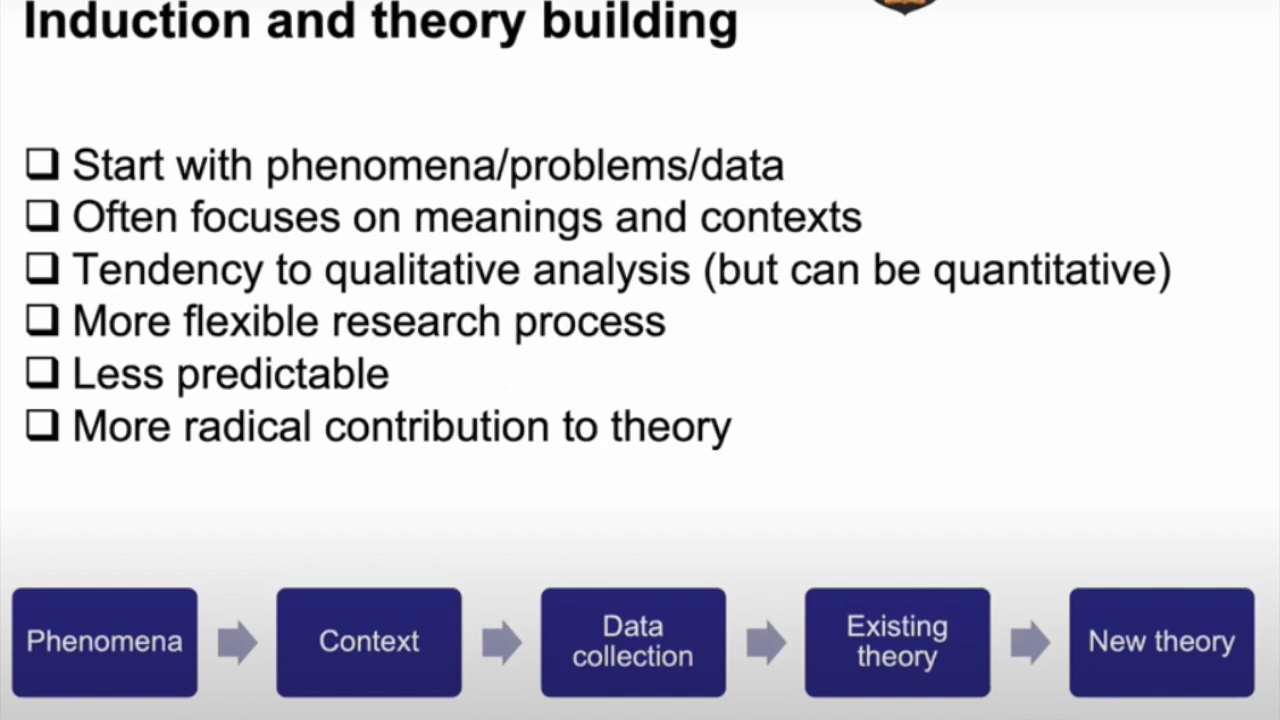 Induction and theory building
Start with phenomena/problems/data
Often focuses on meanings and contexts
Tendency to qualitative analysis (but can be quantitative)
More flexible research process
Less predictable
More radical contribution to theory
Phenomena
Context
Data
collection
Existing
theory
New theory